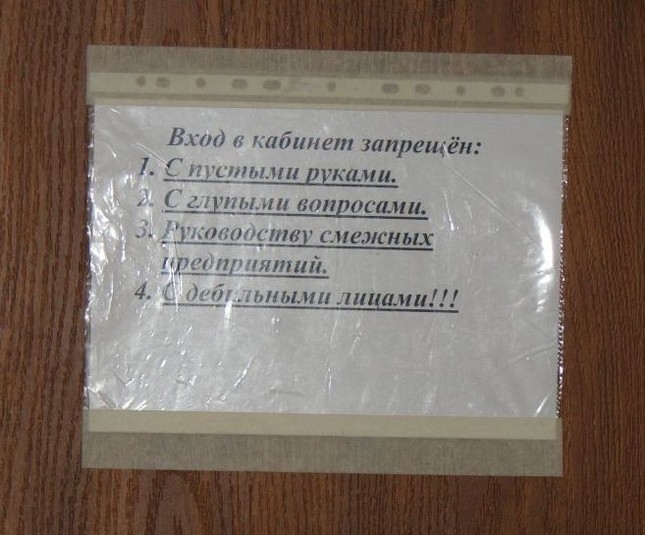 Вход в кабинет запрещён:
1. С пустыми руками.
2. С глупыми вопросами.
3. Руководству смежных
предприятий.
4. С дебильными лицами!!!